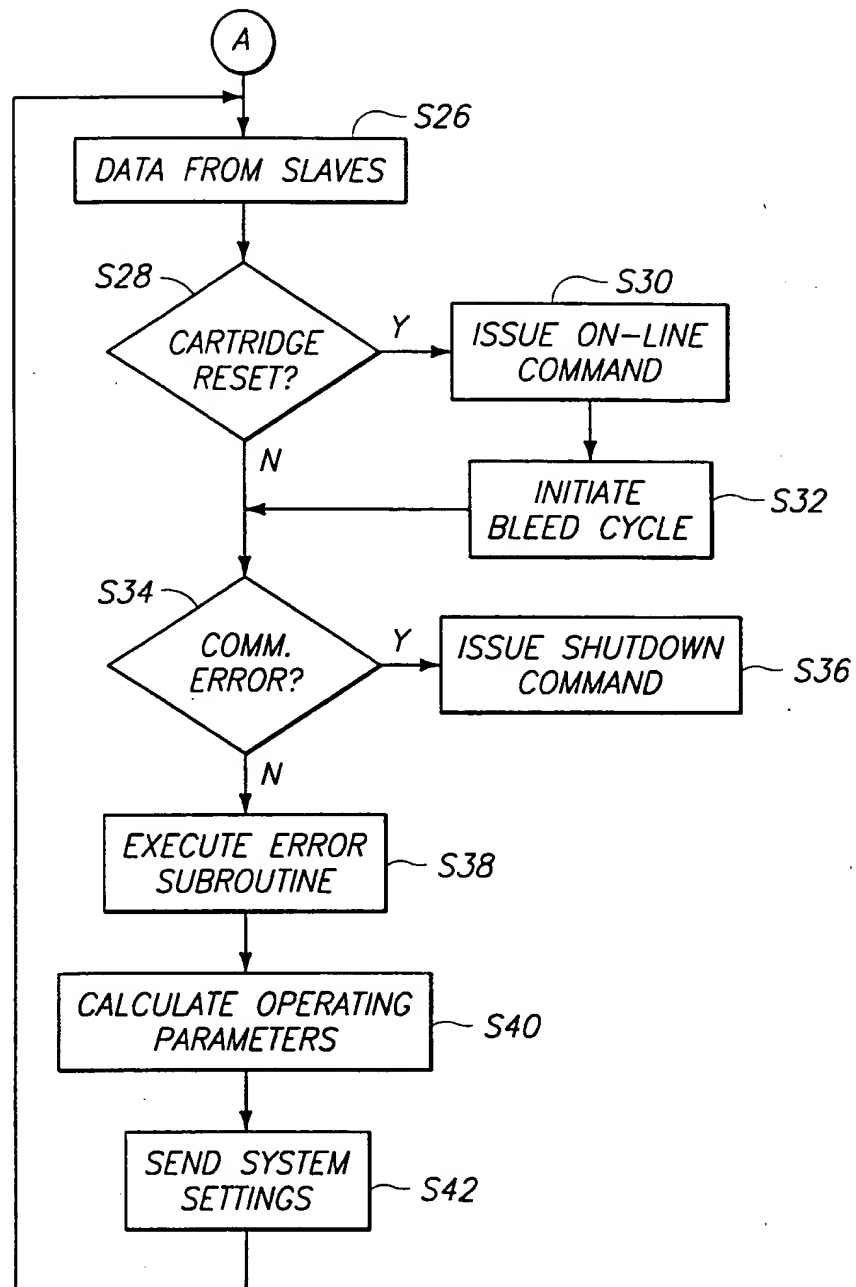 A
S26
DATA FROM SLAVES
S28
CARTRIDGE
RESET?
Y
S30
ISSUE ON-LINE
COMMAND
N
INITIATE
BLEED CYCLE
S32
S34
COMM.
ERROR?
Y
ISSUE SHUTDOWN
COMMAND
S36
N
EXECUTE ERROR
SUBROUTINE
S38
CALCULATE OPERATING
PARAMETERS
S40
SEND SYSTEM
SETTINGS
S42